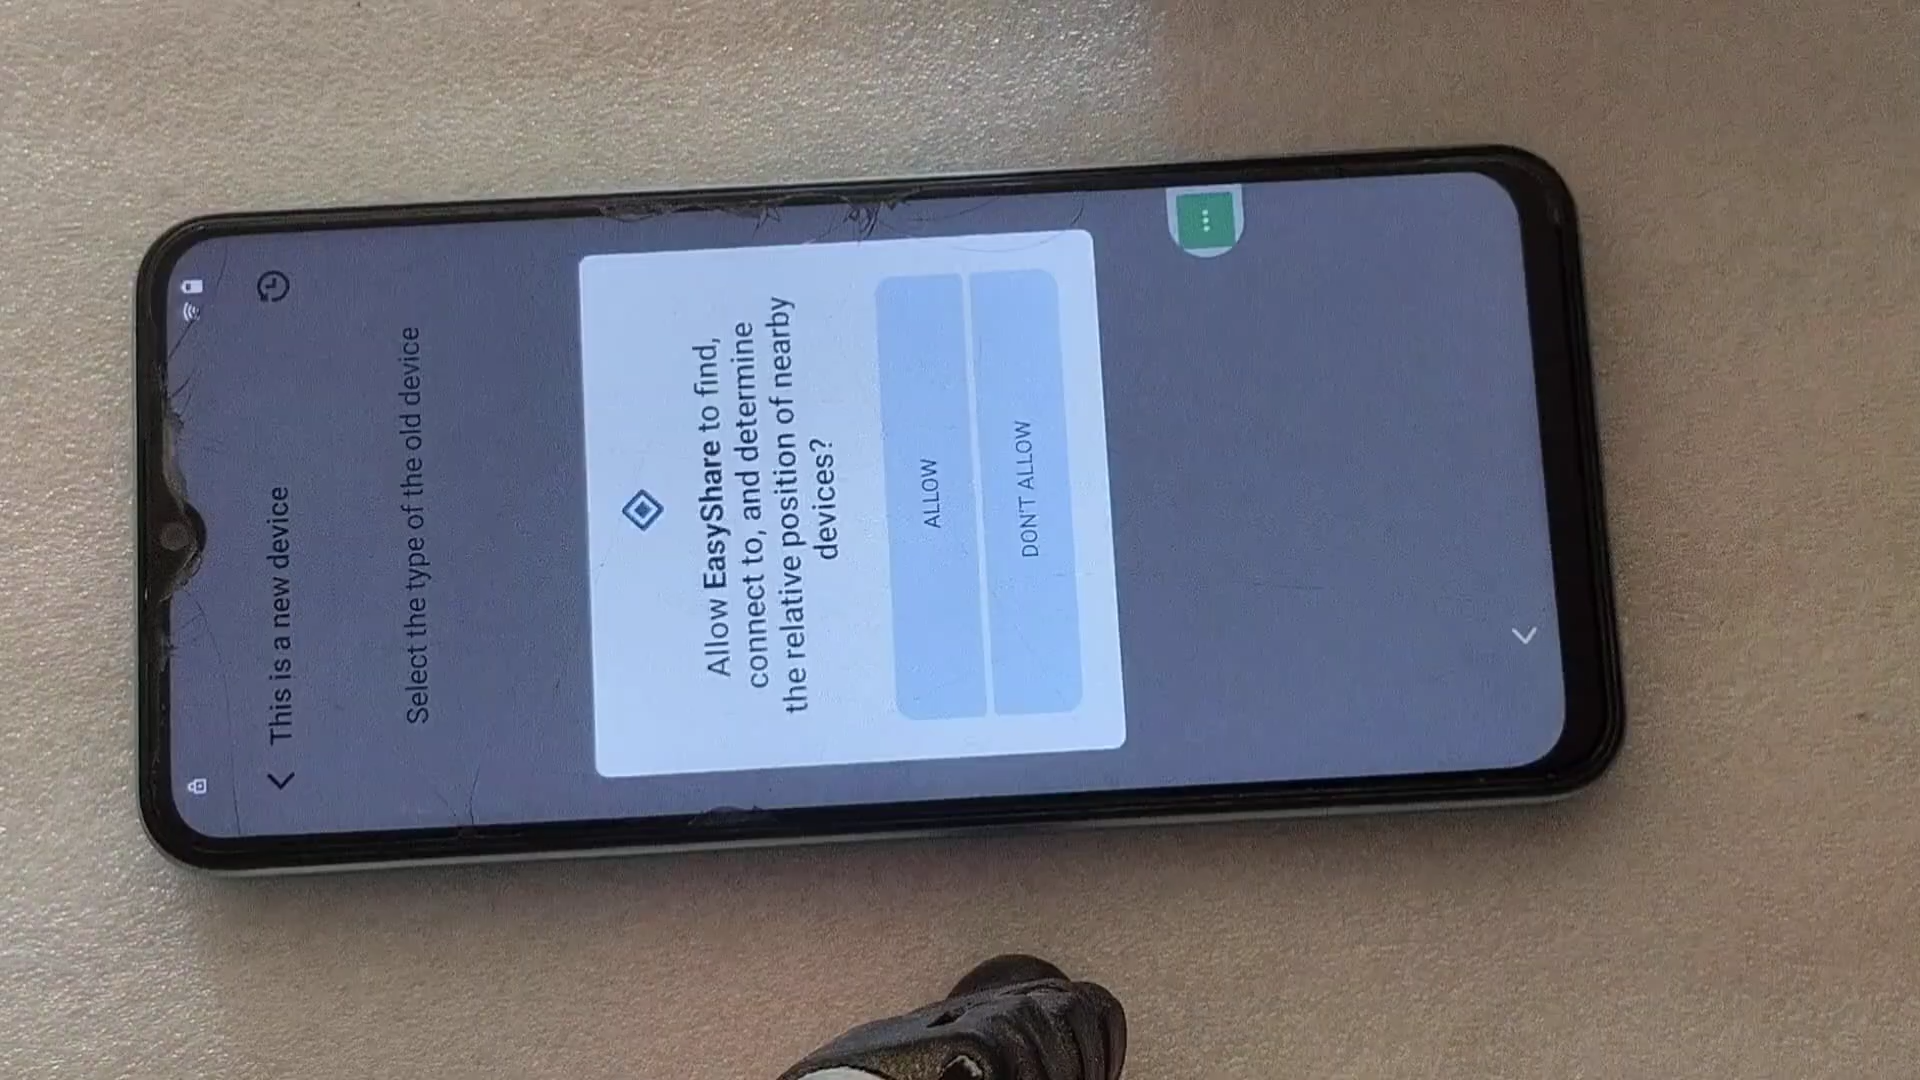 This is a new device
Select the type of the old device
Allow EasyShare to find,
connect to, and determine
the relative position of nearby
devices?
ALLOW
DON'T ALLOW